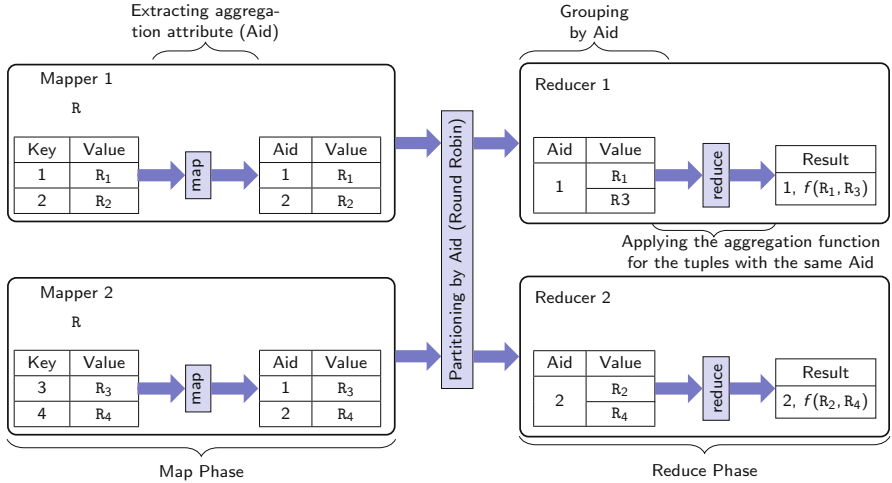 Extracting aggrega-
tion attribute (Aid)
Grouping
by Aid
Mapper 1
R
Key Value
1 R1
2 R2
map
Aid Value
1 R1
2 R2
Partitioning by Aid (Round Robin)
Reducer 1
Aid Value
1
R1
R3
reduce
Result
1, f(R1, R3)
Applying the aggregation function
for the tuples with the same Aid
Mapper 2
R
Key Value
3 R3
4 R4
map
Aid Value
1 R3
2 R4
Reducer 2
Aid Value
2
R2
R4
reduce
Result
2, f(R2, R4)
Map Phase
Reduce Phase